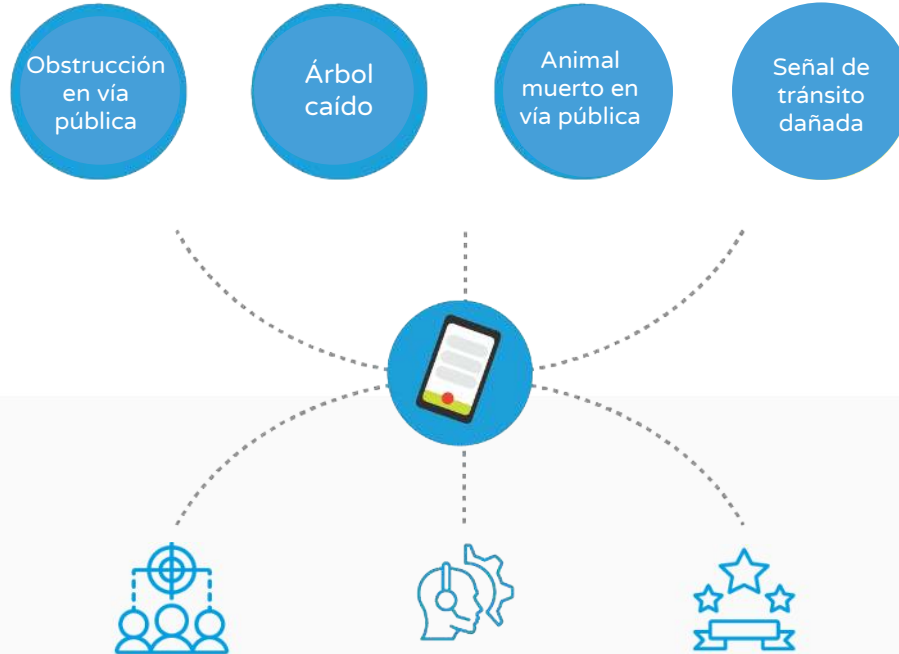 Obstrucción
en vía
pública
Árbol
caído
Animal
muerto en
vía pública
Señal de
tránsito
dañada